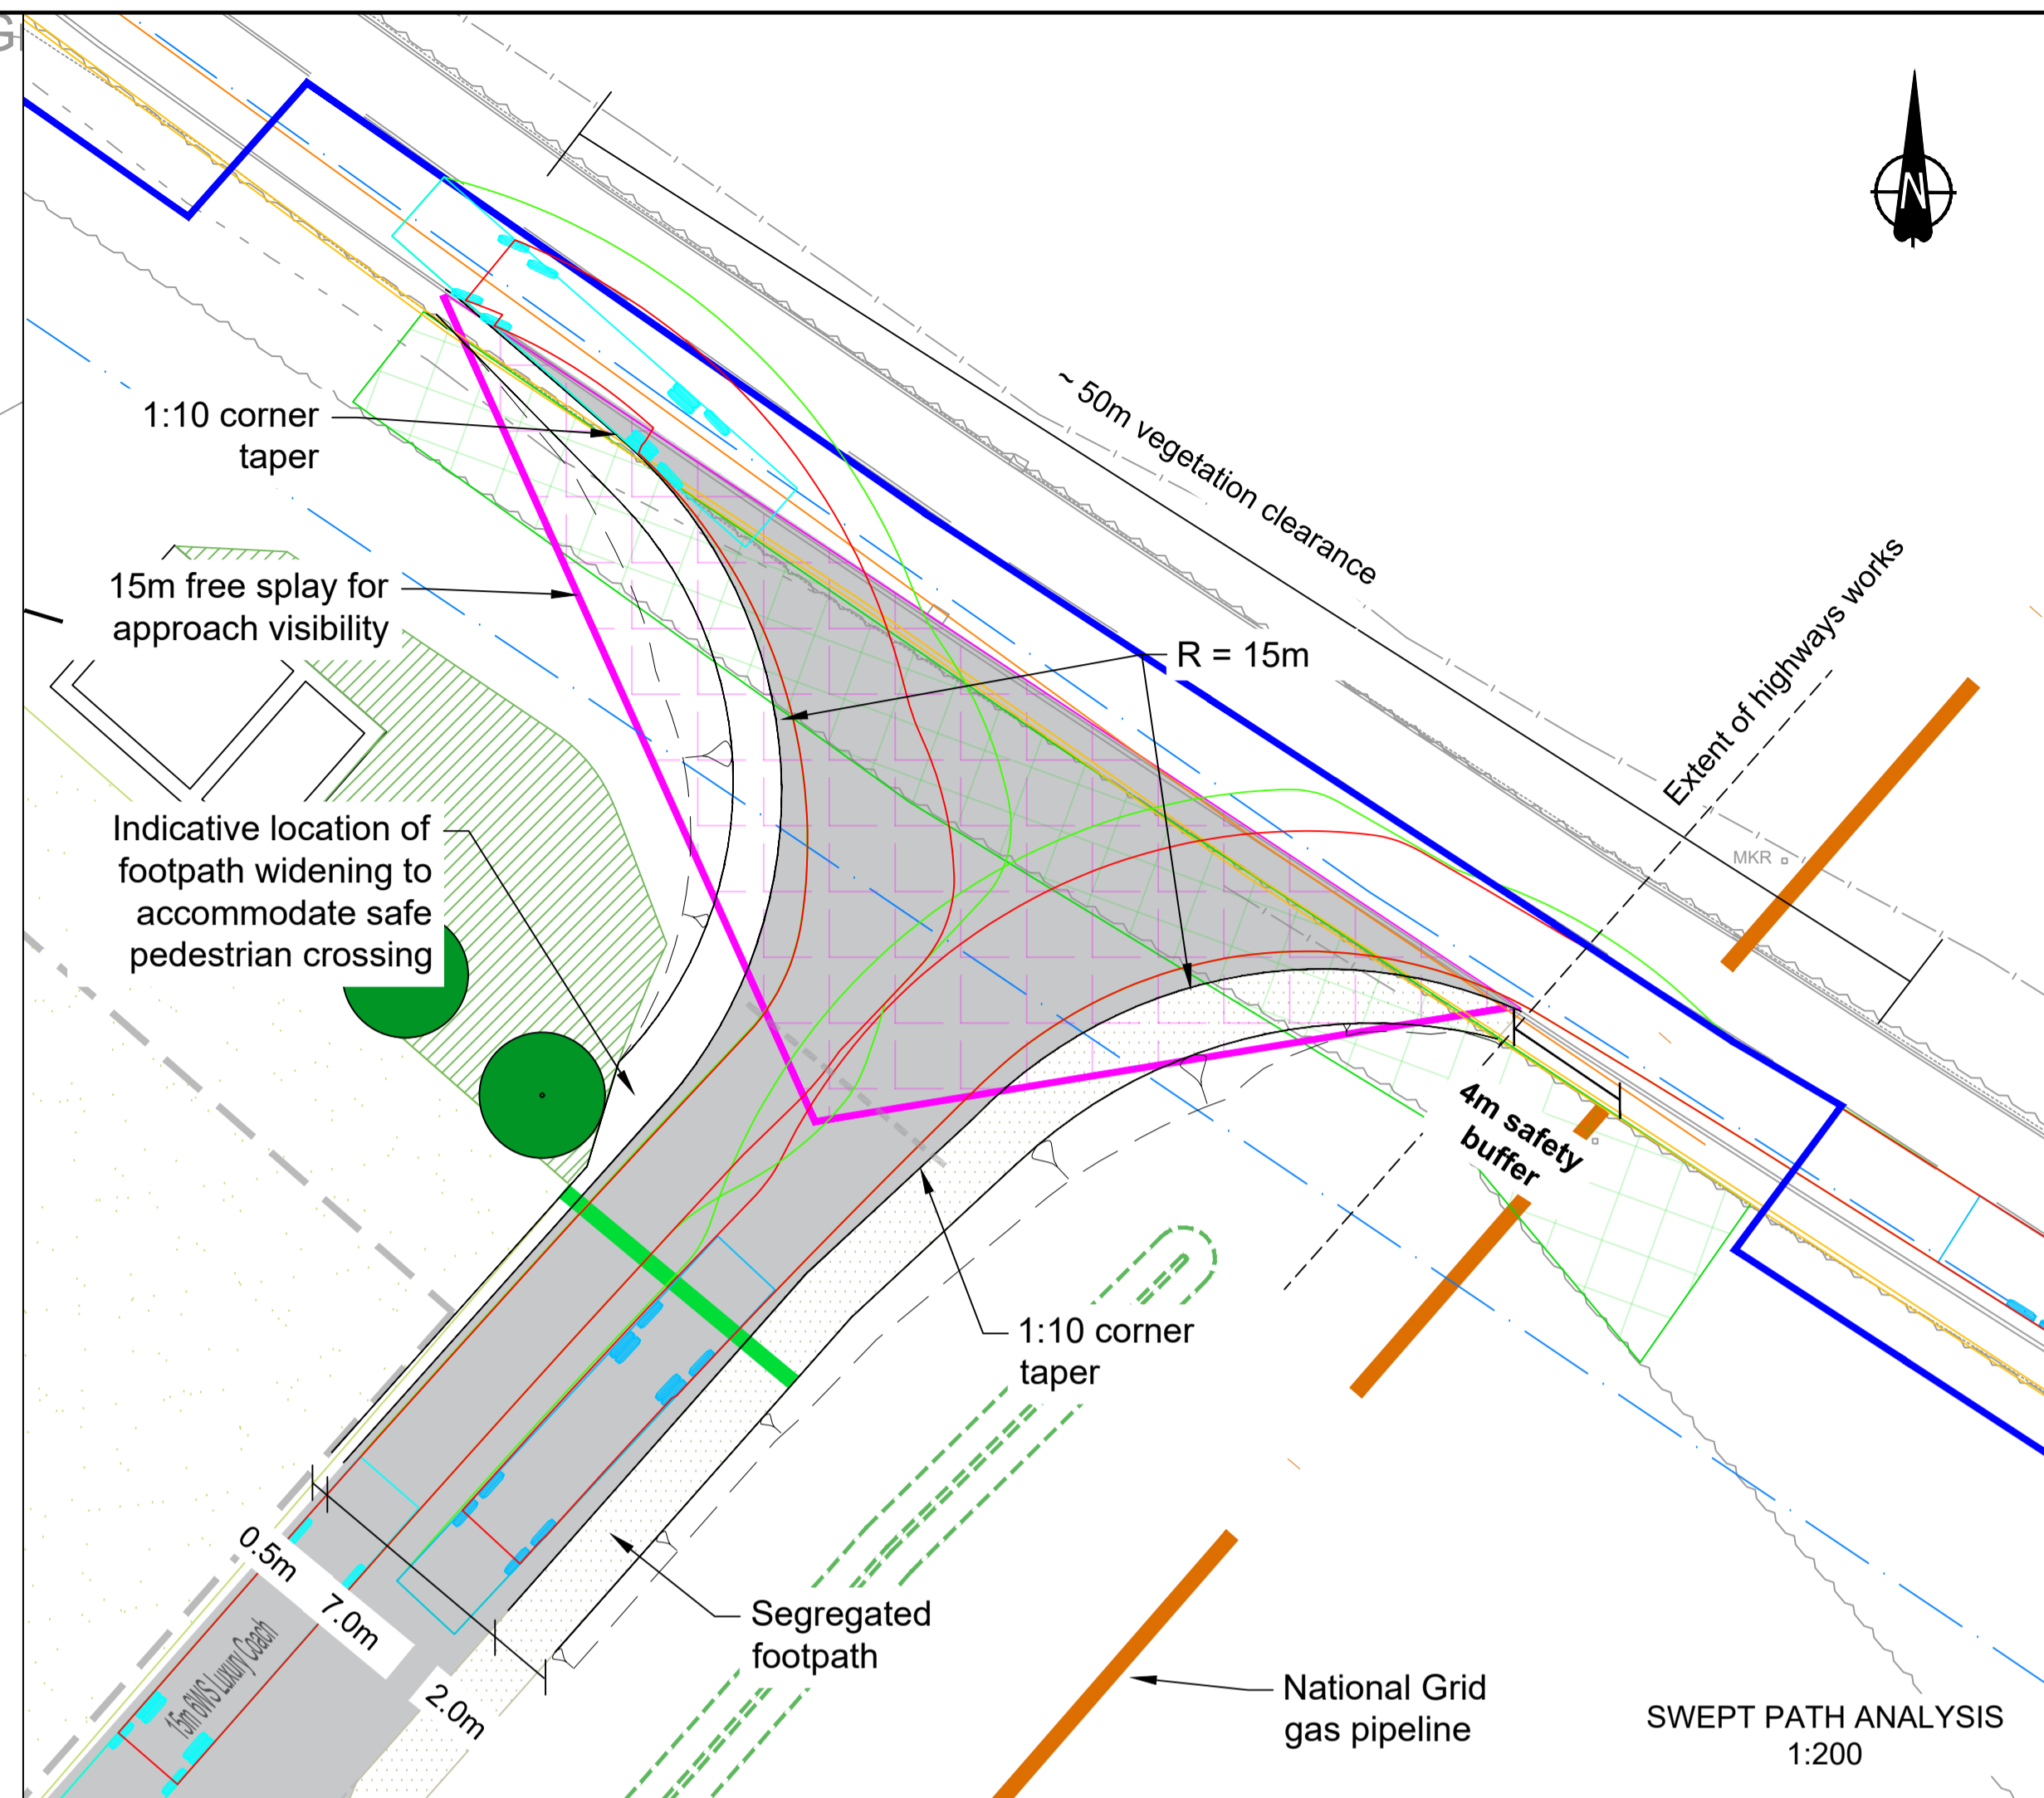 N
~ 50m vegetation clearance
1:10 corner
taper
15m free splay for
approach visibility
R = 15m
Extent of highways works
MKR
Indicative location of
footpath widening to
accommodate safe
pedestrian crossing
4m safety
buffer
1:10 corner
taper
0.5m
7.0m
2.0m
15m 6WS Luxury Coach
Segregated
footpath
National Grid
gas pipeline
SWEPT PATH ANALYSIS
1:200